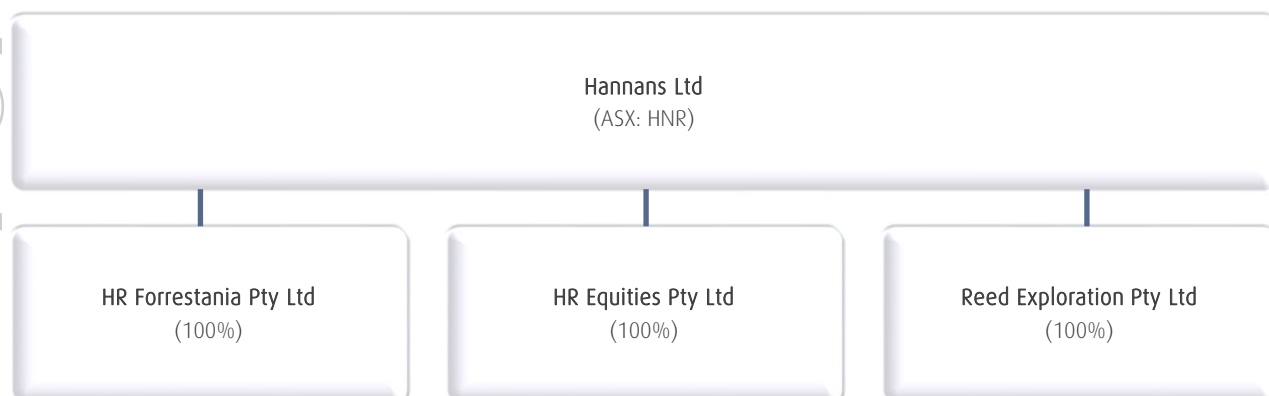 Hannans Ltd
(ASX: HNR)
HR Forrestania Pty Ltd
(100%)
HR Equities Pty Ltd
(100%)
Reed Exploration Pty Ltd
(100%)